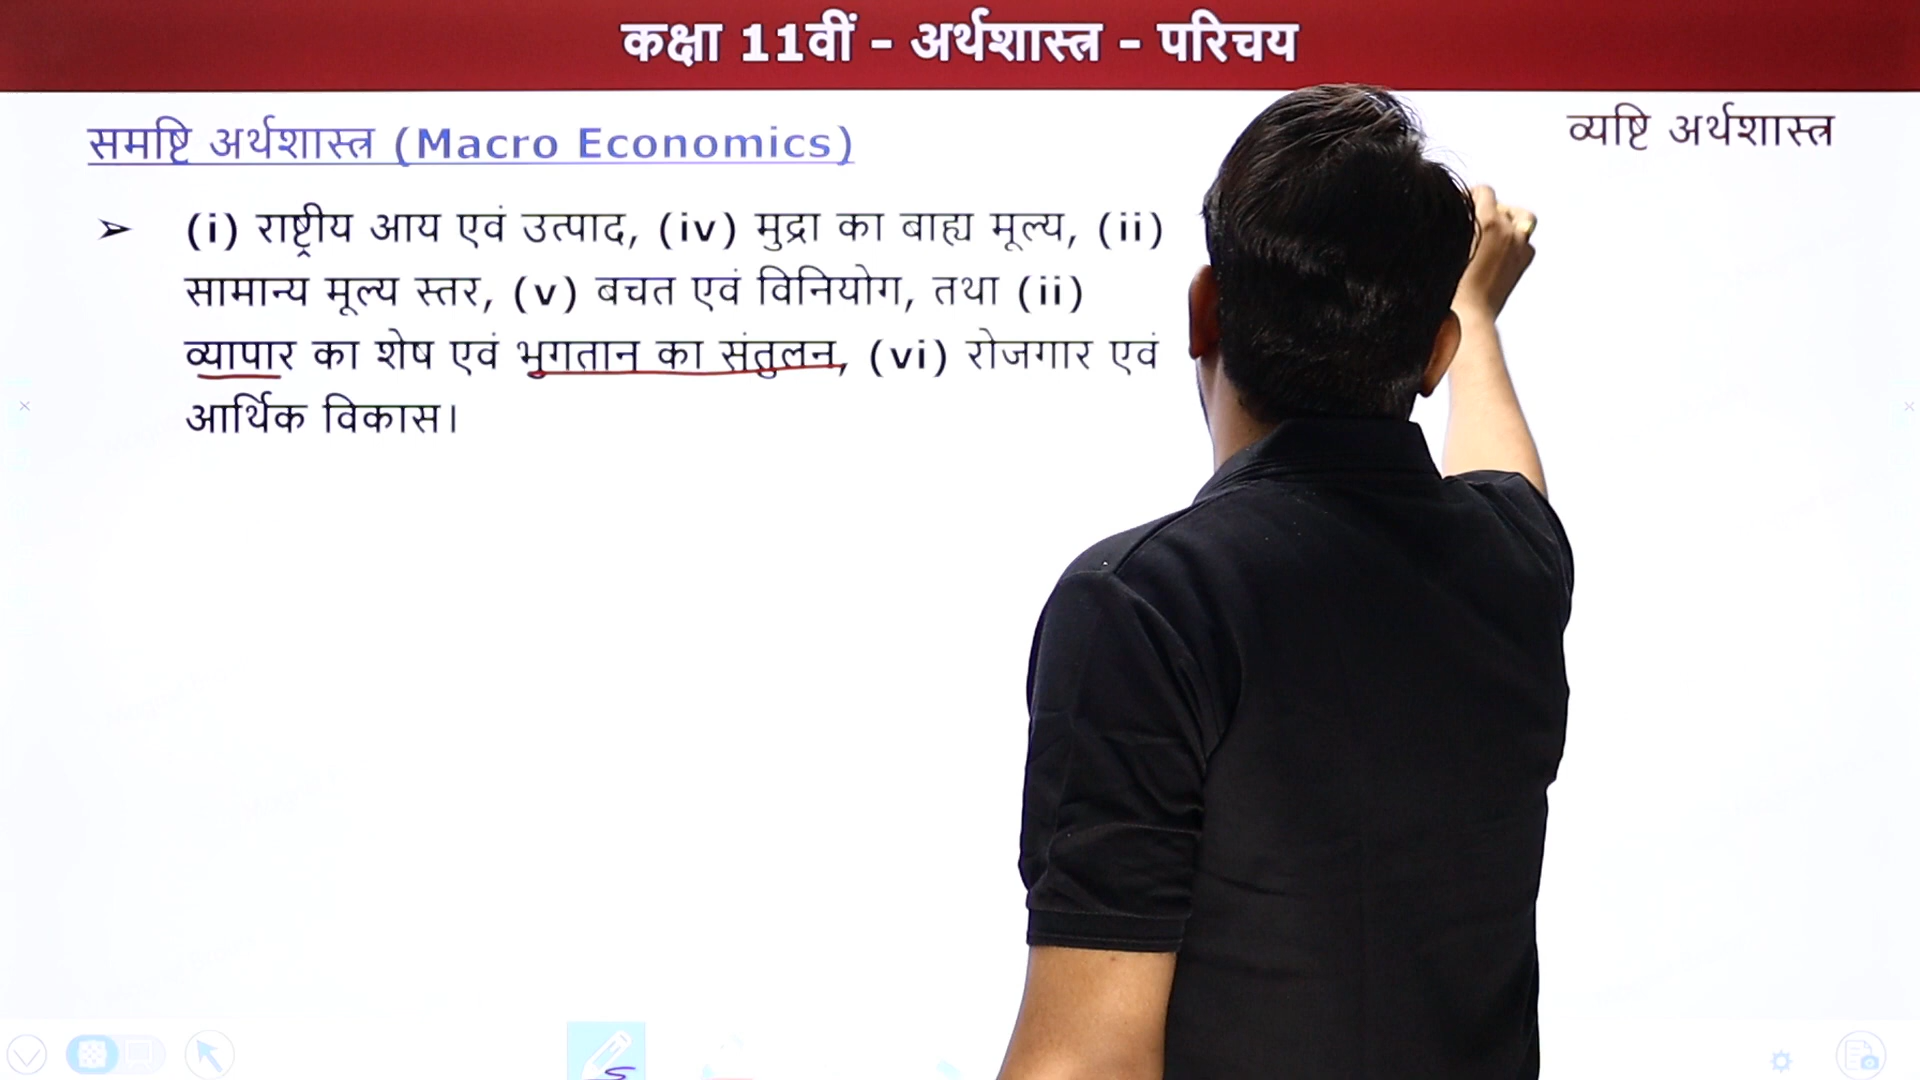 कक्षा 11वीं - अर्थशास्त्र - परिचय
समष्टि अर्थशास्त्र (Macro Economics)
व्यष्टि अर्थशास्त्र
➢ (i) राष्ट्रीय आय एवं उत्पाद, (iv) मुद्रा का बाह्य मूल्य, (ii)
सामान्य मूल्य स्तर, (v) बचत एवं विनियोग, तथा (ii)
व्यापार का शेष एवं भुगतान का संतुलन, (vi) रोजगार एवं
आर्थिक विकास।